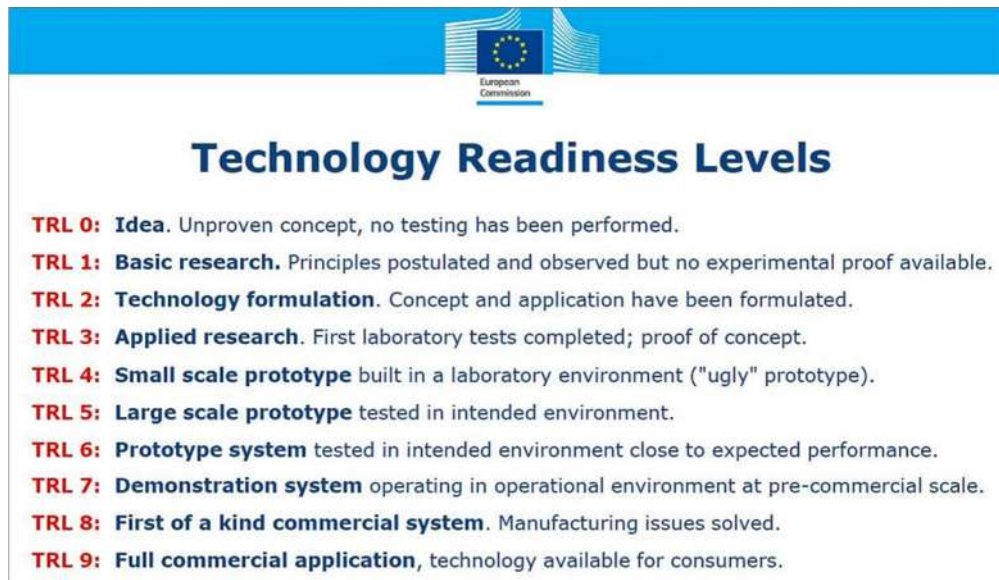 European
Commission
Technology Readiness Levels
TRL 0: Idea. Unproven concept, no testing has been performed.
TRL 1: Basic research. Principles postulated and observed but no experimental proof available.
TRL 2: Technology formulation. Concept and application have been formulated.
TRL 3: Applied research. First laboratory tests completed; proof of concept.
TRL 4: Small scale prototype built in a laboratory environment ("ugly" prototype).
TRL 5: Large scale prototype tested in intended environment.
TRL 6: Prototype system tested in intended environment close to expected performance.
TRL 7: Demonstration system operating in operational environment at pre-commercial scale.
TRL 8: First of a kind commercial system. Manufacturing issues solved.
TRL 9: Full commercial application, technology available for consumers.